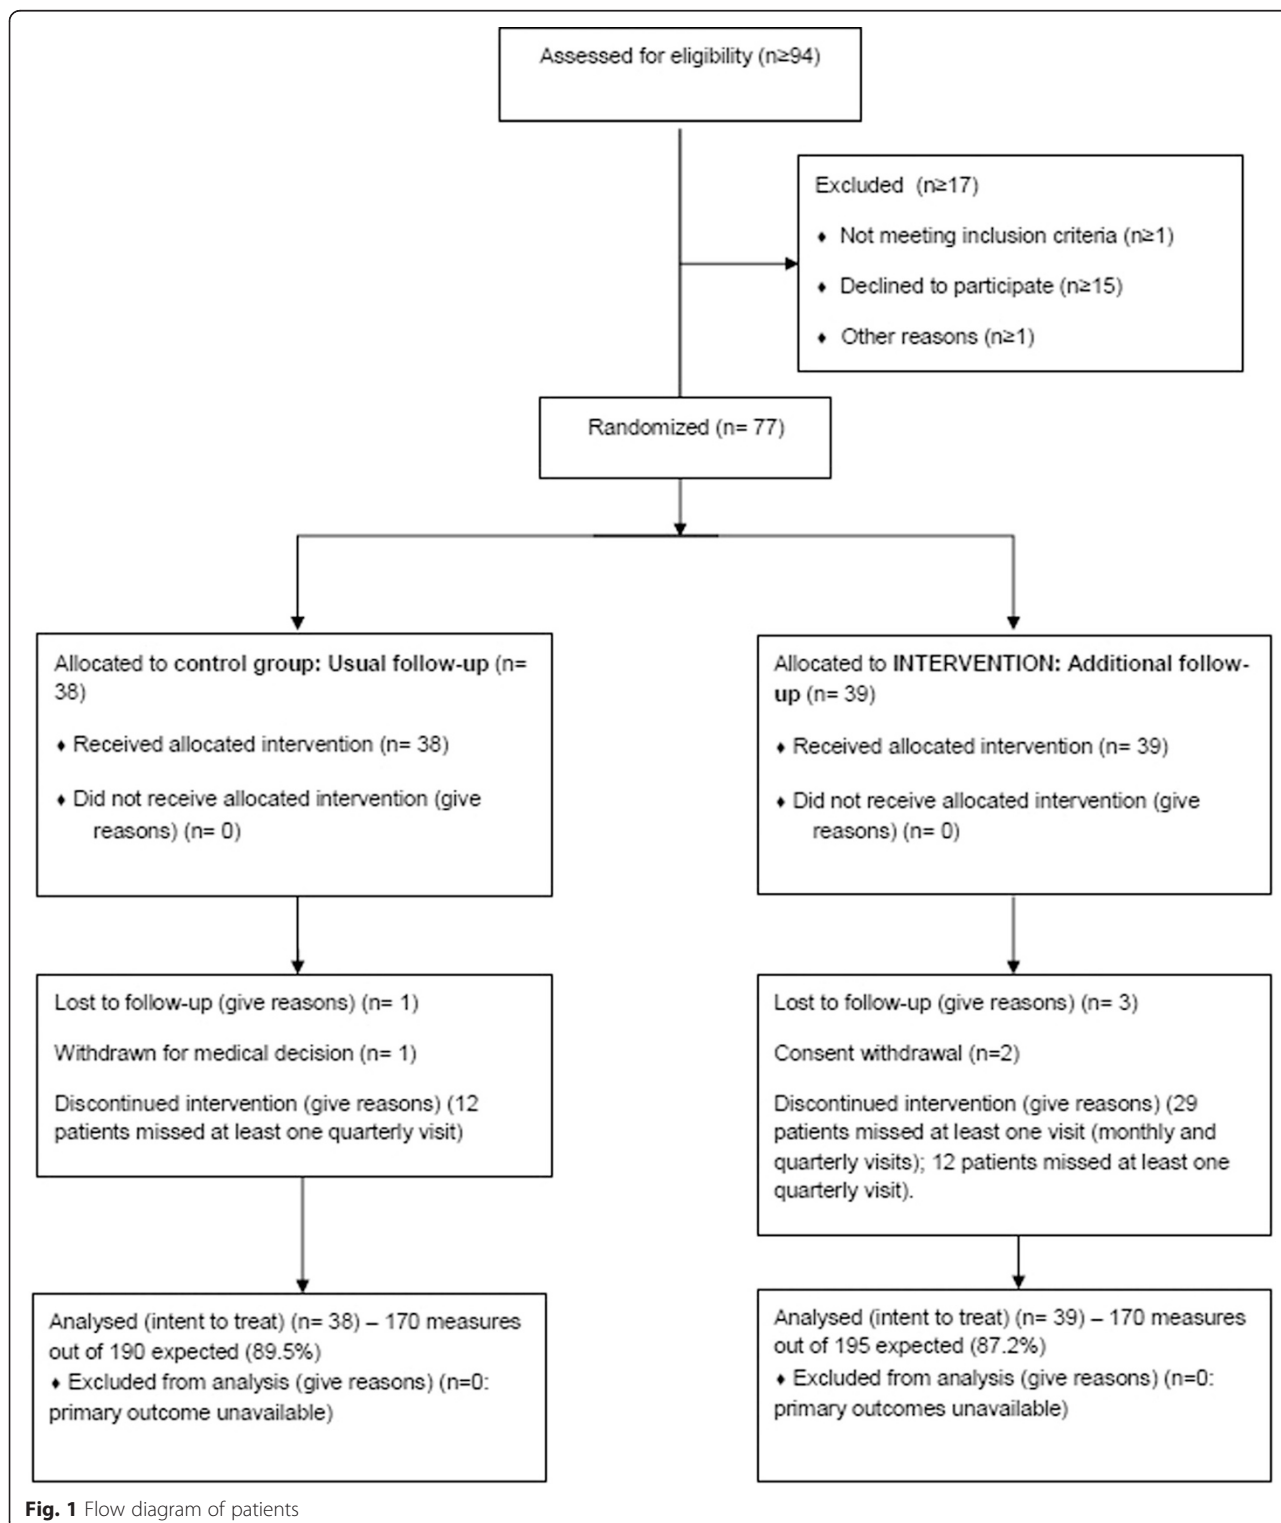 Assessed for eligibility (n≥94)
Excluded  (n≥17)
♦ Not meeting inclusion criteria (n≥1)
♦ Declined to participate (n≥15)
♦ Other reasons (n≥1)
Randomized (n= 77)
Allocated to control group: Usual follow-up (n=
38)
♦ Received allocated intervention (n= 38)
♦ Did not receive allocated intervention (give
reasons) (n= 0)
Allocated to INTERVENTION: Additional follow-
up (n= 39)
♦ Received allocated intervention (n= 39)
♦ Did not receive allocated intervention (give
reasons) (n= 0)
Lost to follow-up (give reasons) (n= 1)
Withdrawn for medical decision (n= 1)
Discontinued intervention (give reasons) (12
patients missed at least one quarterly visit)
Lost to follow-up (give reasons) (n= 3)
Consent withdrawal (n=2)
Discontinued intervention (give reasons) (29
patients missed at least one visit (monthly and
quarterly visits); 12 patients missed at least one
quarterly visit).
Analysed (intent to treat) (n= 38) – 170 measures
out of 190 expected (89.5%)
♦ Excluded from analysis (give reasons) (n=0:
primary outcome unavailable)
Analysed (intent to treat) (n= 39) – 170 measures
out of 195 expected (87.2%)
♦ Excluded from analysis (give reasons) (n=0:
primary outcomes unavailable)
Fig. 1 Flow diagram of patients